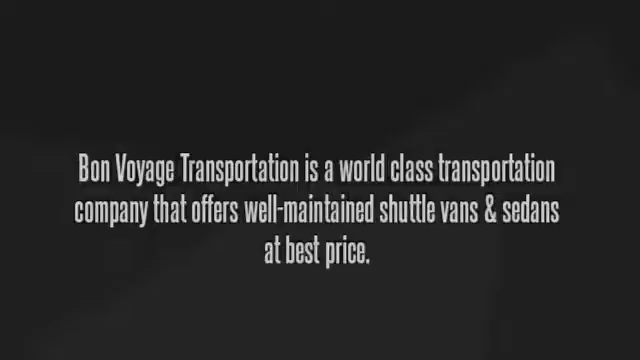 Bon Voyage Transportation is a world class transportation
company that offers well-maintained shuttle vans & sedans
at best price.